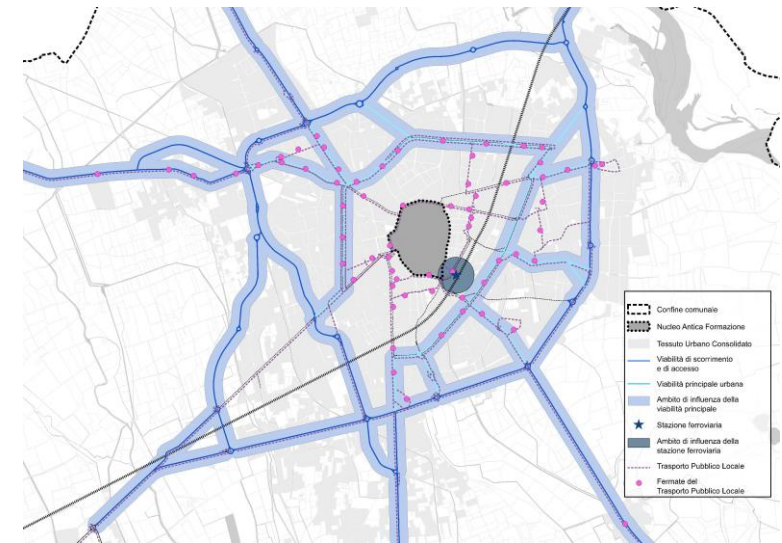 Confine comunale
Nucleo Antica Formazione
Tessuto Urbano Consolidato
Viabilità di scorrimento
e di accesso
Viabilità principale urbana
Ambito di influenza della
viabilità principale
Stazione ferroviaria
Ambito di influenza della
stazione ferroviaria
Trasporto Pubblico Locale
Fermate del
Trasporto Pubblico Locale